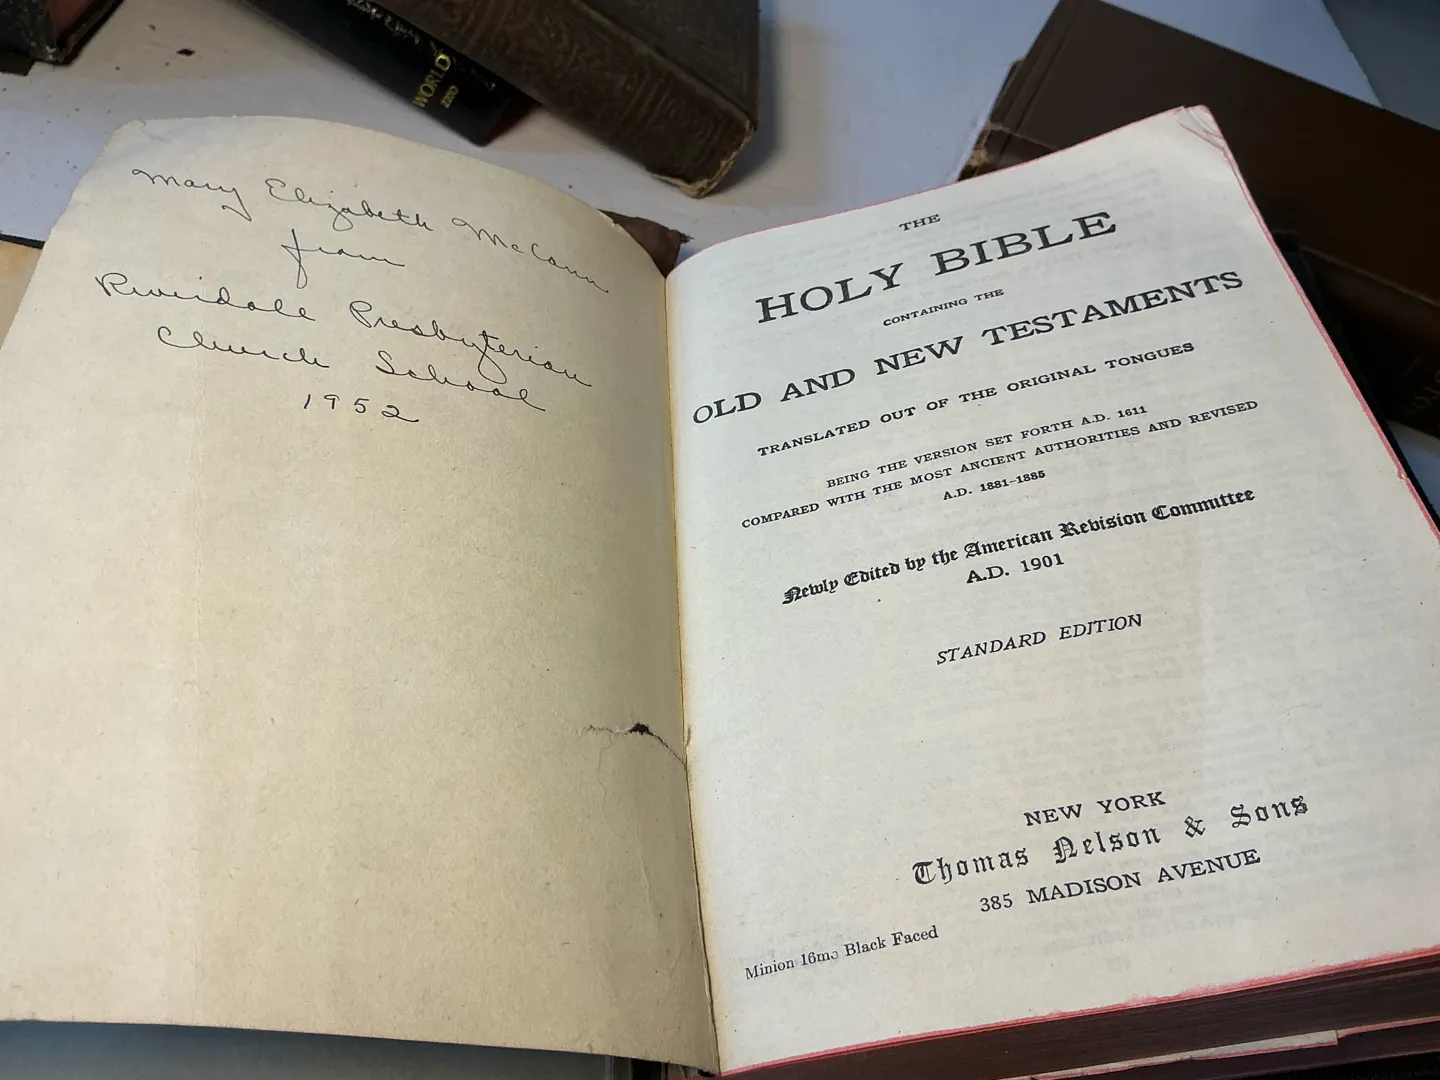 Mary Elizabeth McCann
from
Riverdale Presbyterian
Church School
1952
THE
HOLY BIBLE
CONTAINING THE
OLD AND NEW TESTAMENTS
TRANSLATED OUT OF THE ORIGINAL TONGUES
BEING THE VERSION SET FORTH A.D. 1611
COMPARED WITH THE MOST ANCIENT AUTHORITIES AND REVISED
A.D. 1881-1885
Newly Edited by the American Revision Committee
A.D. 1901
STANDARD EDITION
NEW YORK
Thomas Nelson & Sons
385 MADISON AVENUE
Minion 16mo Black Faced
WORLD